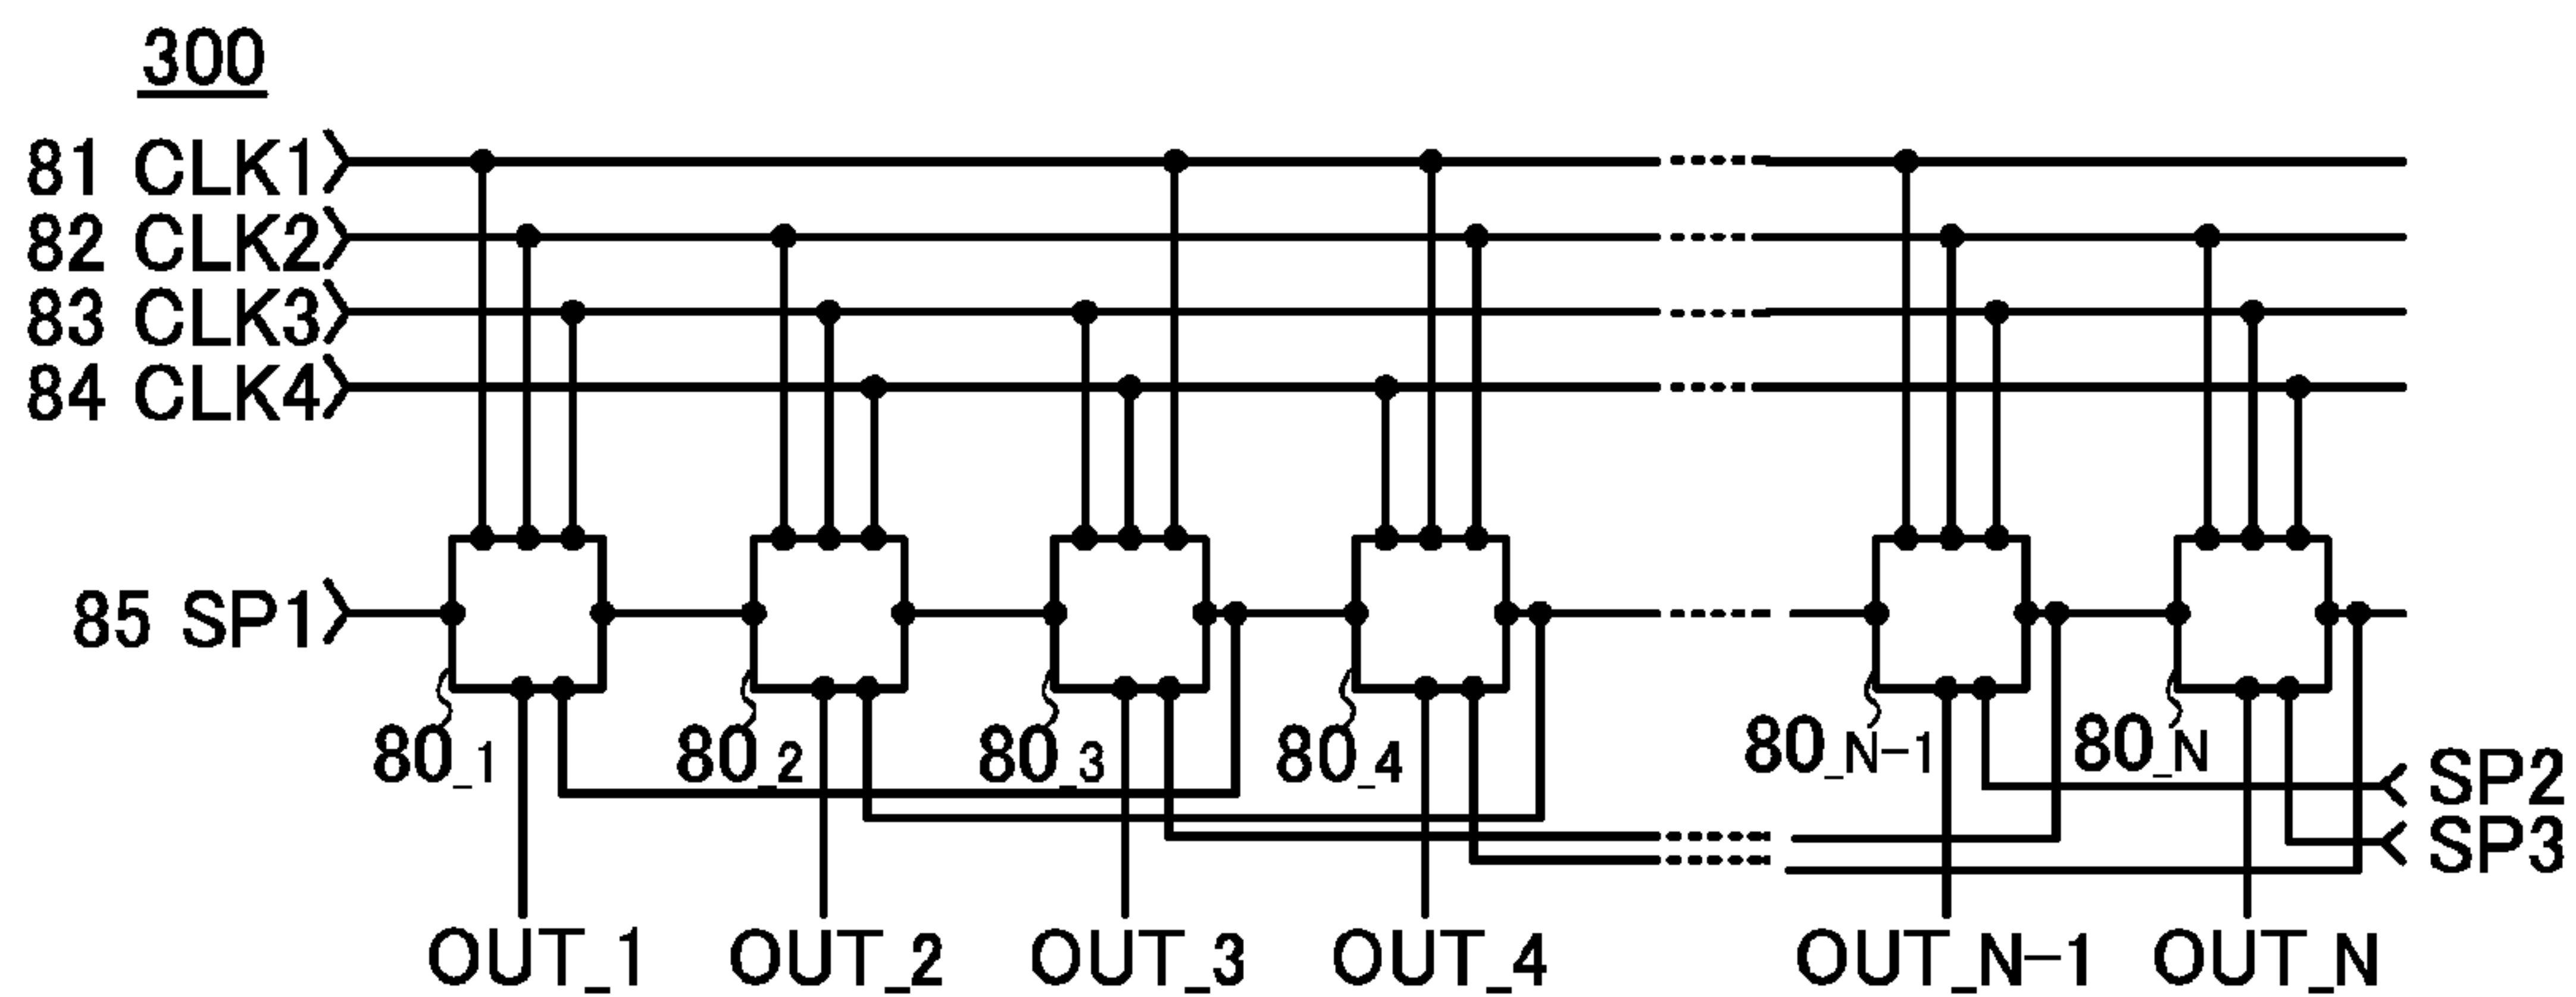 300
81 CLK1
82 CLK2
83 CLK3
84 CLK4
85 SP1
80_1
80_2
80_3
80_4
80_N-1
80_N
SP2
SP3
OUT_1
OUT_2
OUT_3
OUT_4
OUT_N-1
OUT_N